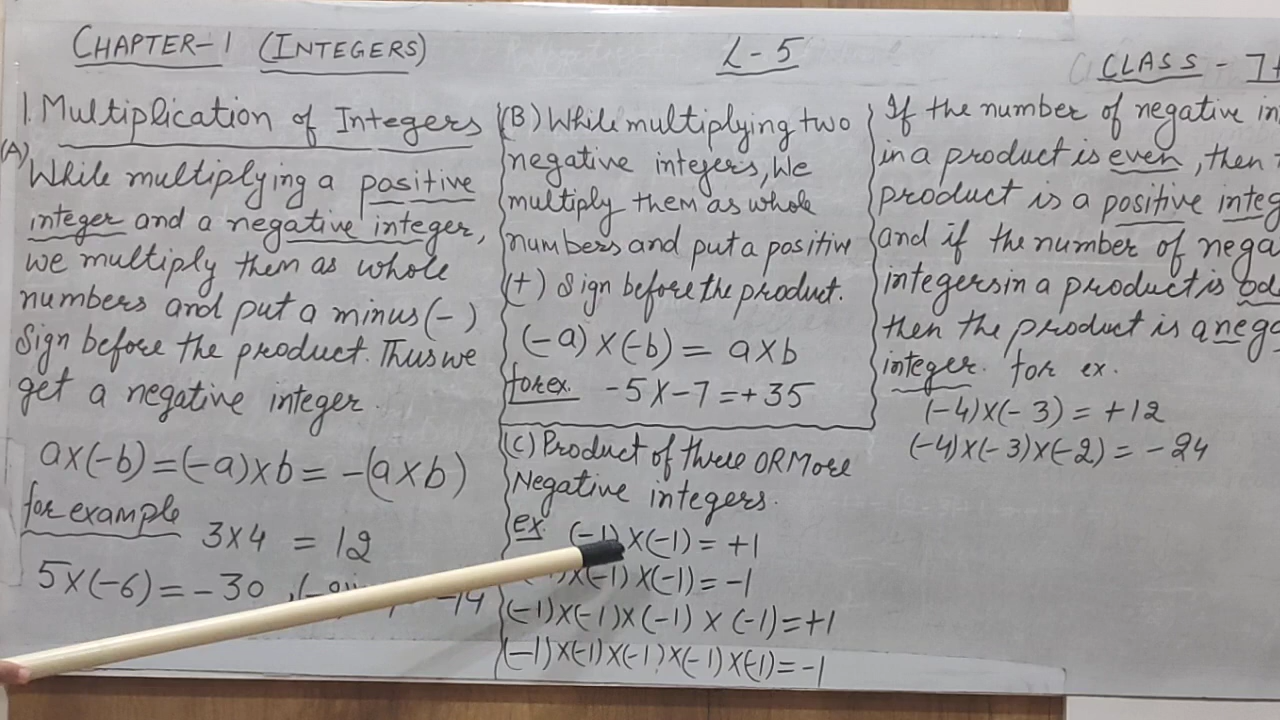 CHAPTER-1 (INTEGERS)
L-5
CLASS - 7
1. Multiplication of Integers
(A) While multiplying a positive
integer and a negative integer,
we multiply them as whole
numbers and put a minus (-)
Sign before the product. Thus we
get a negative integer.
a×(-b)=(-a)×b=-(a×b)
for example
3×4 = 12
5×(-6)=-30
-14
(B) While multiplying two
negative integers, We
multiply them as whole
numbers and put a positive
(+) Sign before the product.
(-a)×(-b)= a×b
for ex. -5×-7=+35
(C) Product of three OR More
Negative integers.
ex. (-1)×(-1)=+1
×(-1)×(-1)=-1
(-1)×(-1)×(-1)×(-1)=+1
(-1)×(-1)×(-1)×(-1)×(-1)=-1
If the number of negative
in a product is even, then
product is a positive
and if the number of
integers in a product is
then the product is a
integer. for ex.
(-4)×(-3)=+12
(-4)×(-3)×(-2)=-24